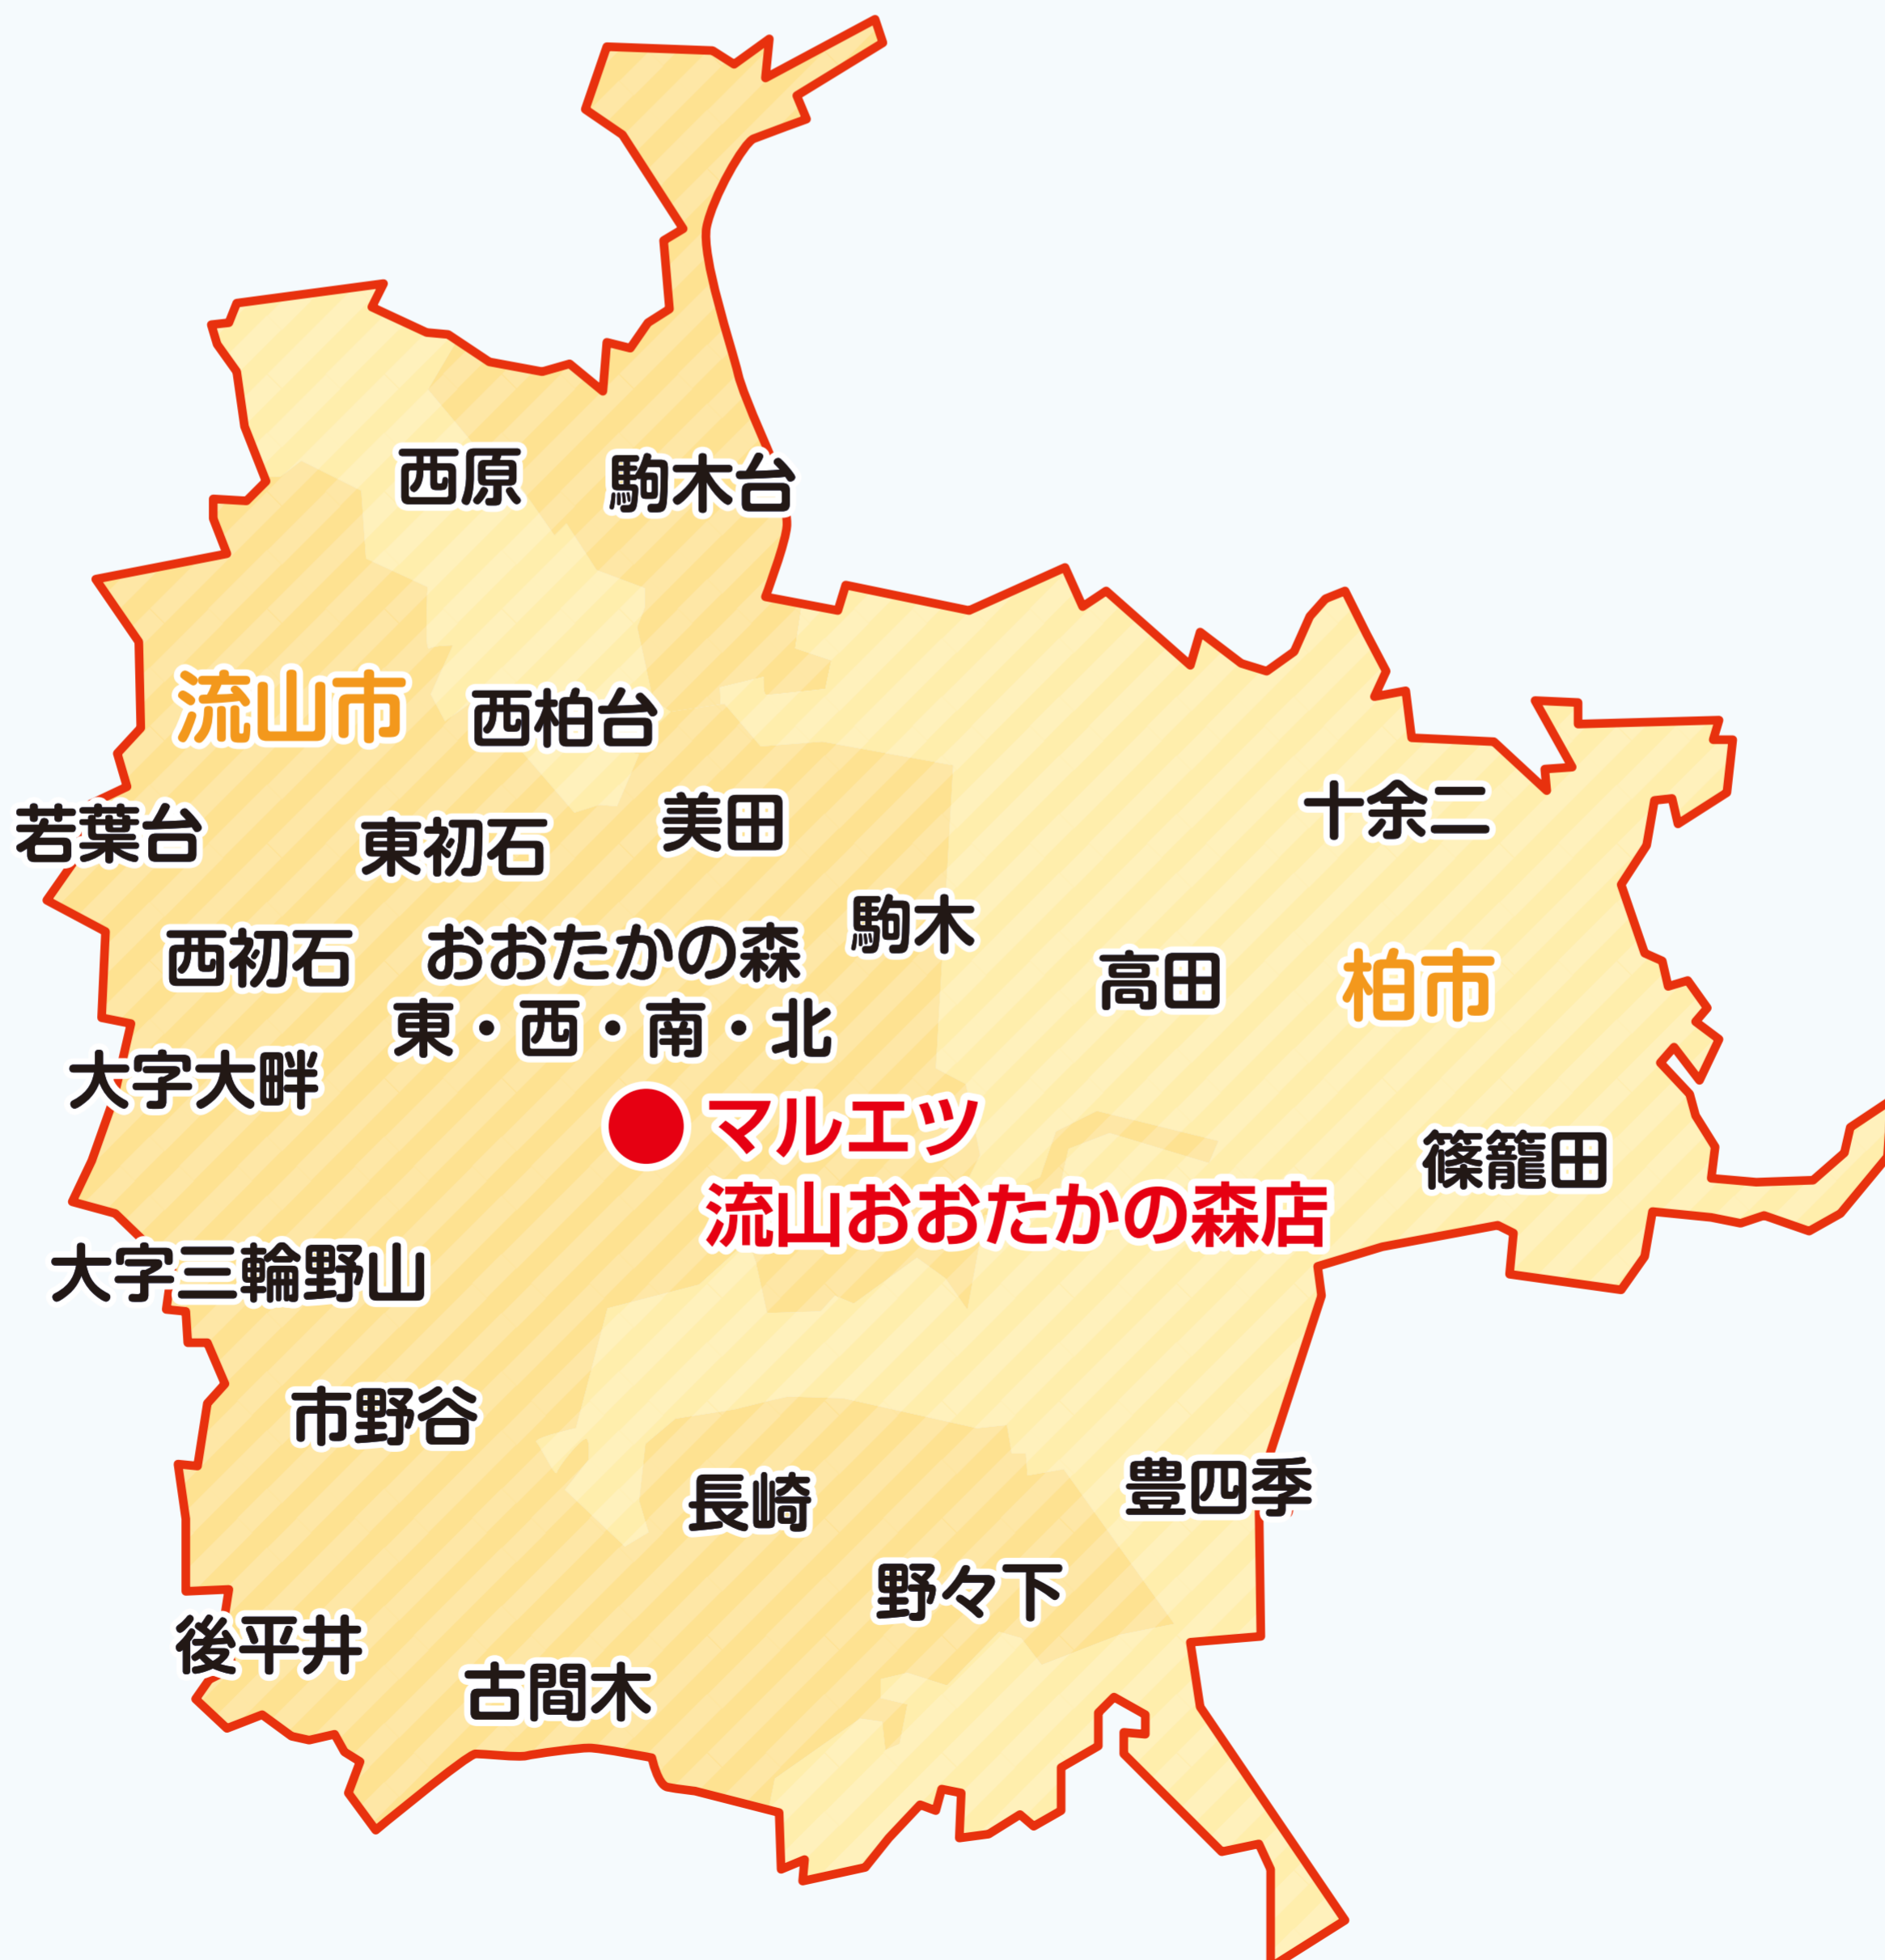 西原
駒木台
流山市
西柏台
若葉台
東初石
美田
十余二
西初石
おおたかの森
東・西・南・北
駒木
高田
柏市
大字大畔
マルエツ
流山おおたかの森店
篠籠田
大字三輪野山
市野谷
長崎
豊四季
野々下
後平井
古間木